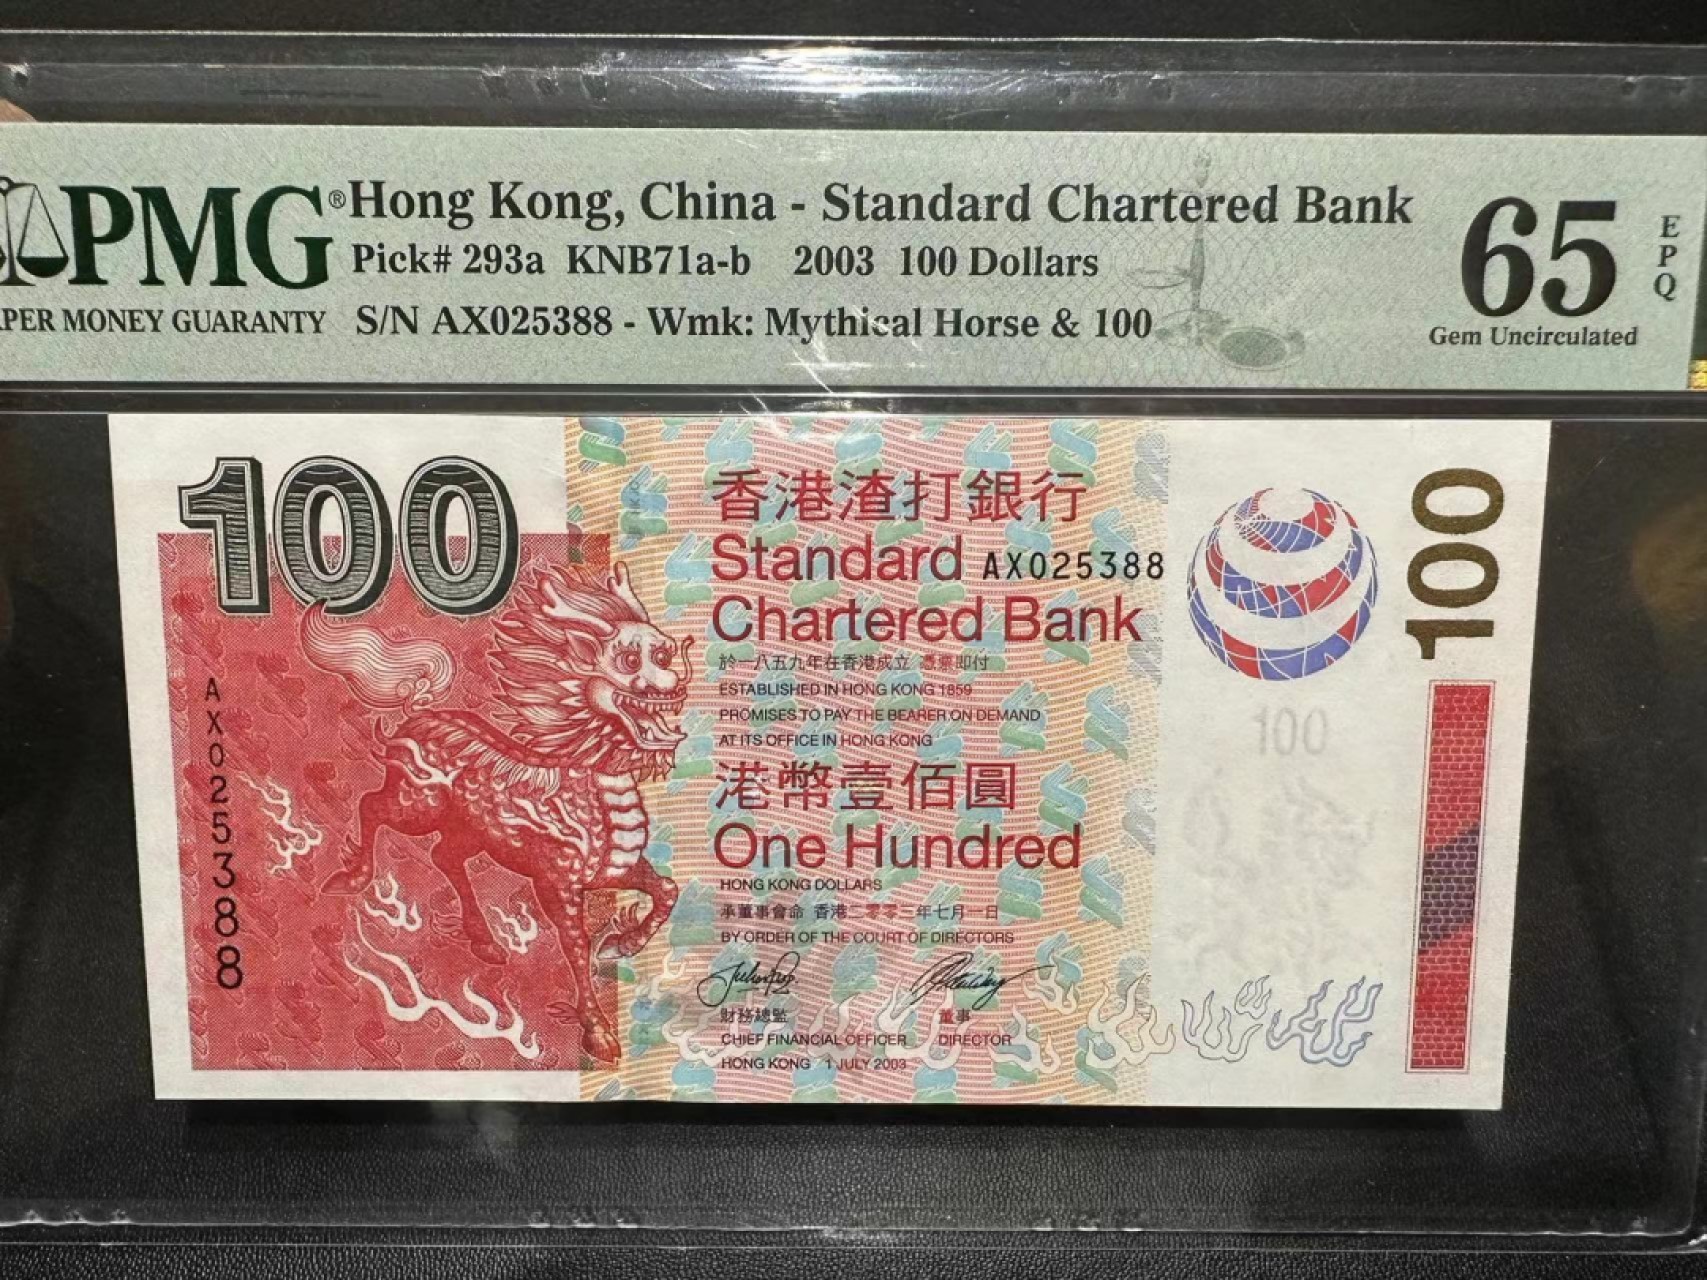 PMG® Hong Kong, China - Standard Chartered Bank 65 EPQ
Pick# 293a KNB71a-b 2003 100 Dollars
PER MONEY GUARANTY S/N AX025388 - Wmk: Mythical Horse & 100 Gem Uncirculated
100
香港渣打銀行
Standard AX025388
Chartered Bank
於一八五九年在香港成立 憑票即付
ESTABLISHED IN HONG KONG 1859
PROMISES TO PAY THE BEARER ON DEMAND
AT ITS OFFICE IN HONG KONG
港幣壹佰圓
One Hundred
HONG KONG DOLLARS
承董事會命 香港二零零三年七月一日
BY ORDER OF THE COURT OF DIRECTORS
財務總監 董事
CHIEF FINANCIAL OFFICER DIRECTOR
HONG KONG 1 JULY 2003
AX025388
100
100